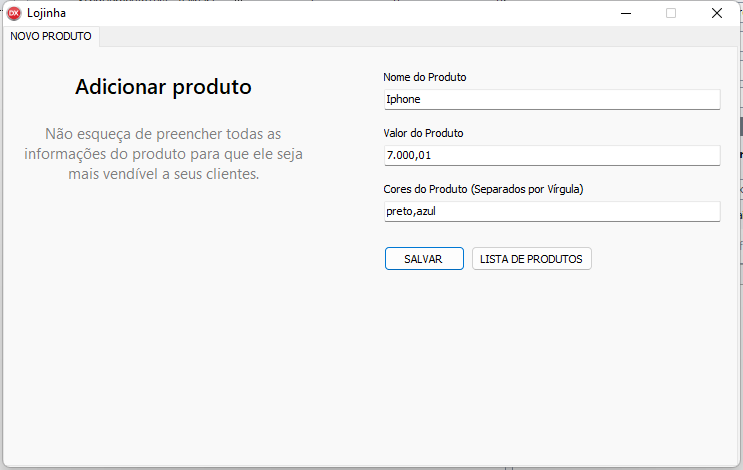 DX Lojinha
NOVO PRODUTO
Adicionar produto
Não esqueça de preencher todas as
informações do produto para que ele seja
mais vendível a seus clientes.
Nome do Produto
Iphone
Valor do Produto
7.000,01
Cores do Produto (Separados por Vírgula)
preto,azul
SALVAR LISTA DE PRODUTOS